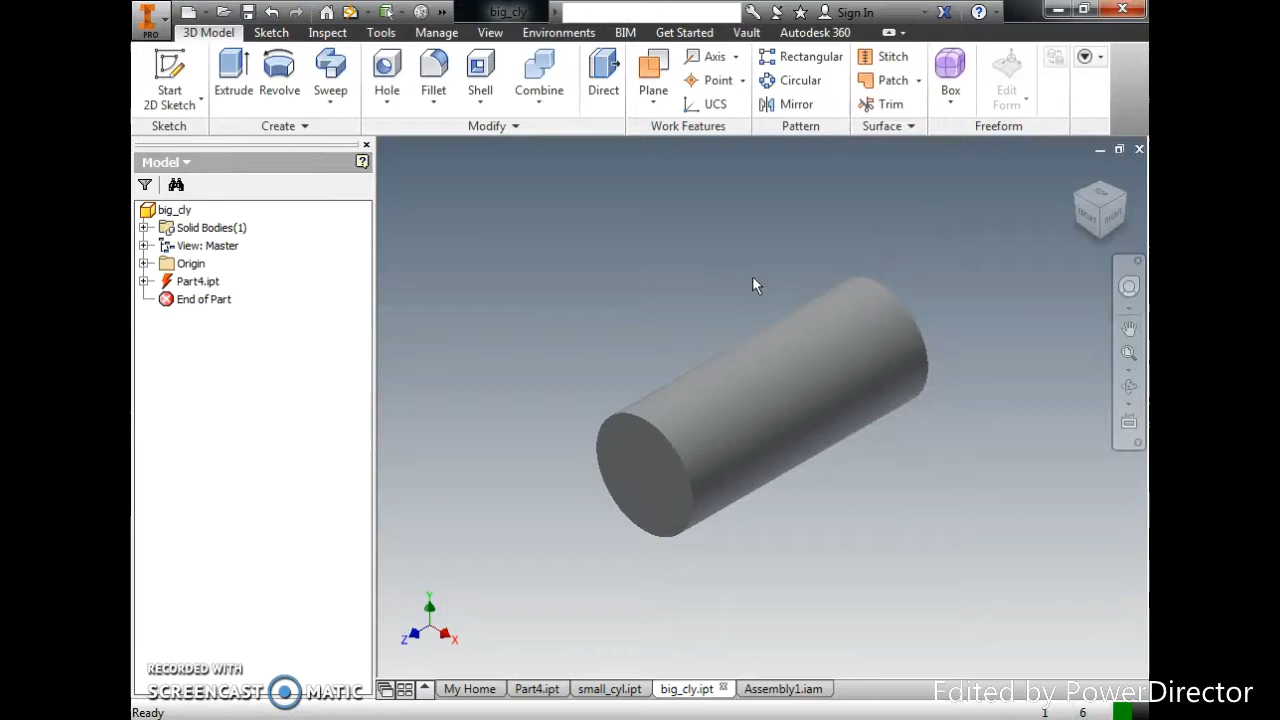 big_cly
Sign In
PRO
3D Model Sketch Inspect Tools Manage View Environments BIM Get Started Vault Autodesk 360
Start 2D Sketch
Extrude
Revolve
Sweep
Hole
Fillet
Shell
Combine
Direct
Plane
Axis
Point
UCS
Rectangular
Circular
Mirror
Stitch
Patch
Trim
Box
Edit Form
Sketch Create Modify Work Features Pattern Surface Freeform
Model
big_cly
Solid Bodies(1)
View: Master
Origin
Part4.ipt
End of Part
FRONT RIGHT
Y
Z
X
RECORDED WITH
SCREENCAST MATIC
My Home Part4.ipt small_cyl.ipt big_cly.ipt Assembly1.iam
Edited by PowerDirector
Ready
1 6